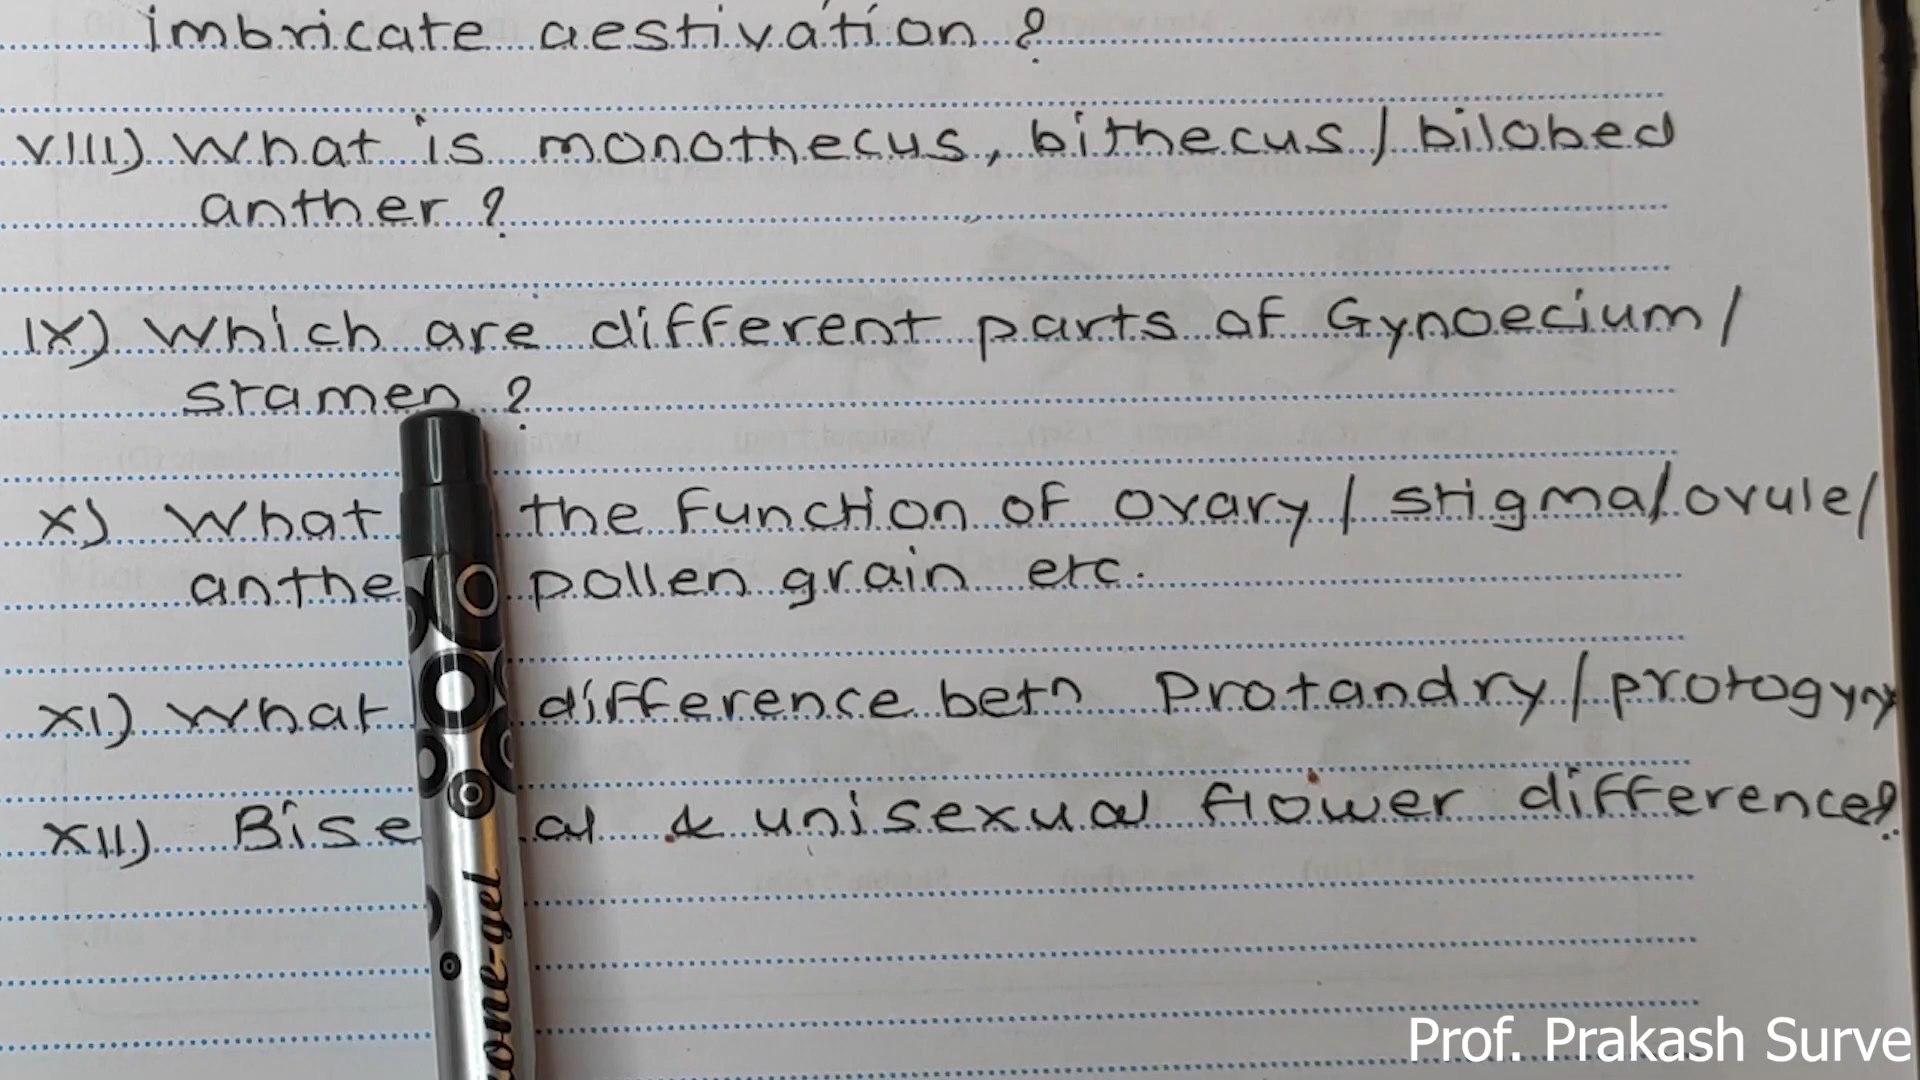 imbricate aestivation ?
VIII) What is monothecus, bithecus / bilobed
anther ?
IX) Which are different parts of Gynoecium /
stamen ?
X) What the function of ovary / stigma / ovule /
anthe pollen grain etc.
XI) What difference betn Protandry / protogyny
XII) Bise al & unisexual flower difference?
one-gel
Prof. Prakash Surve